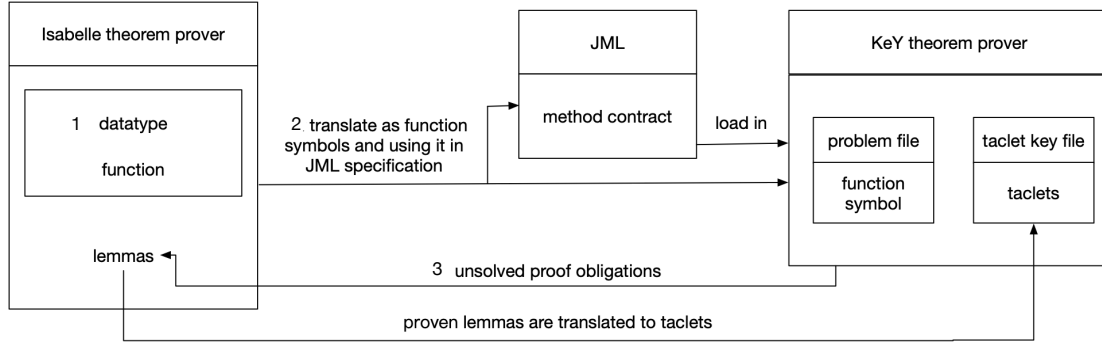 Isabelle theorem prover
1 datatype
function
lemmas
2. translate as function
symbols and using it in
JML specification
JML
method contract
load in
KeY theorem prover
problem file
function
symbol
taclet key file
taclets
3 unsolved proof obligations
proven lemmas are translated to taclets